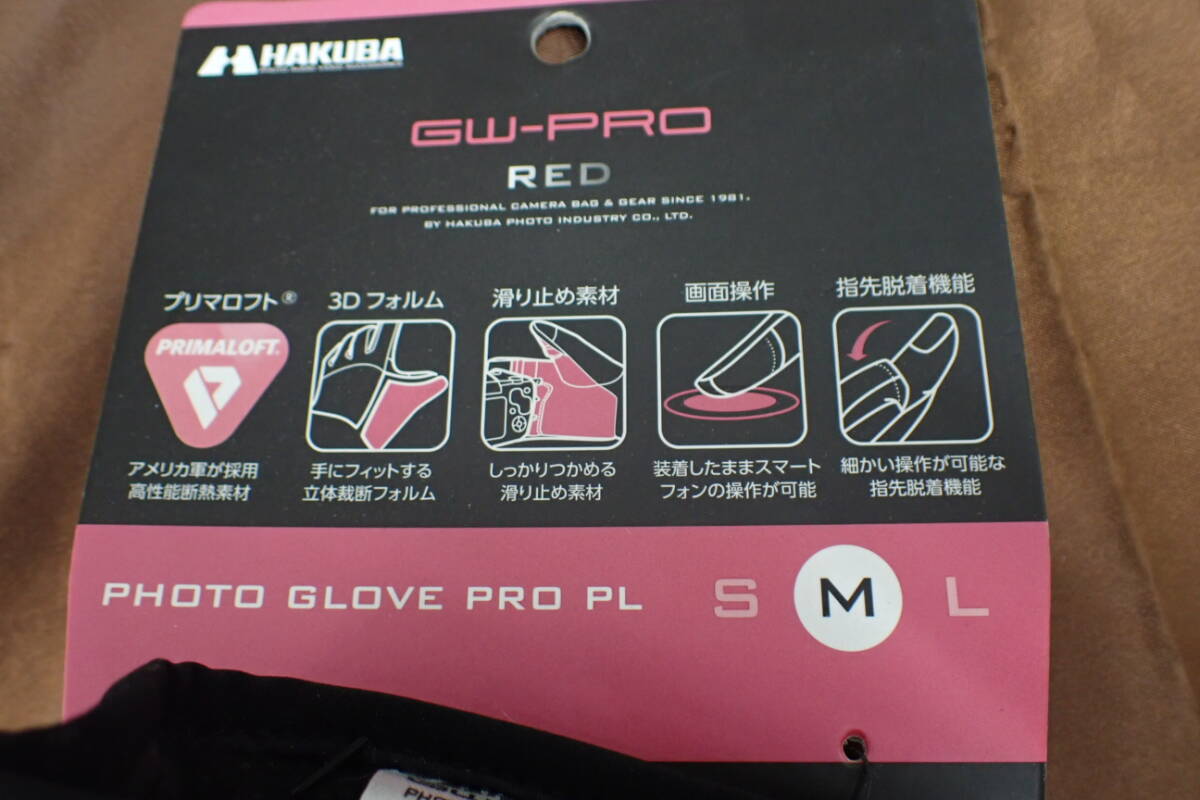 HAKUBA
GW-PRO
RED
FOR PROFESSIONAL CAMERA BAG & GEAR SINCE 1981.
BY HAKUBA PHOTO INDUSTRY CO., LTD.
プリマロフト® 3Dフォルム 滑り止め素材 画面操作 指先脱着機能
PRIMALOFT.
アメリカ軍が採用
高性能断熱素材
手にフィットする
立体裁断フォルム
しっかりつかめる
滑り止め素材
装着したままスマート
フォンの操作が可能
細かい操作が可能な
指先脱着機能
PHOTO GLOVE PRO PL S M L